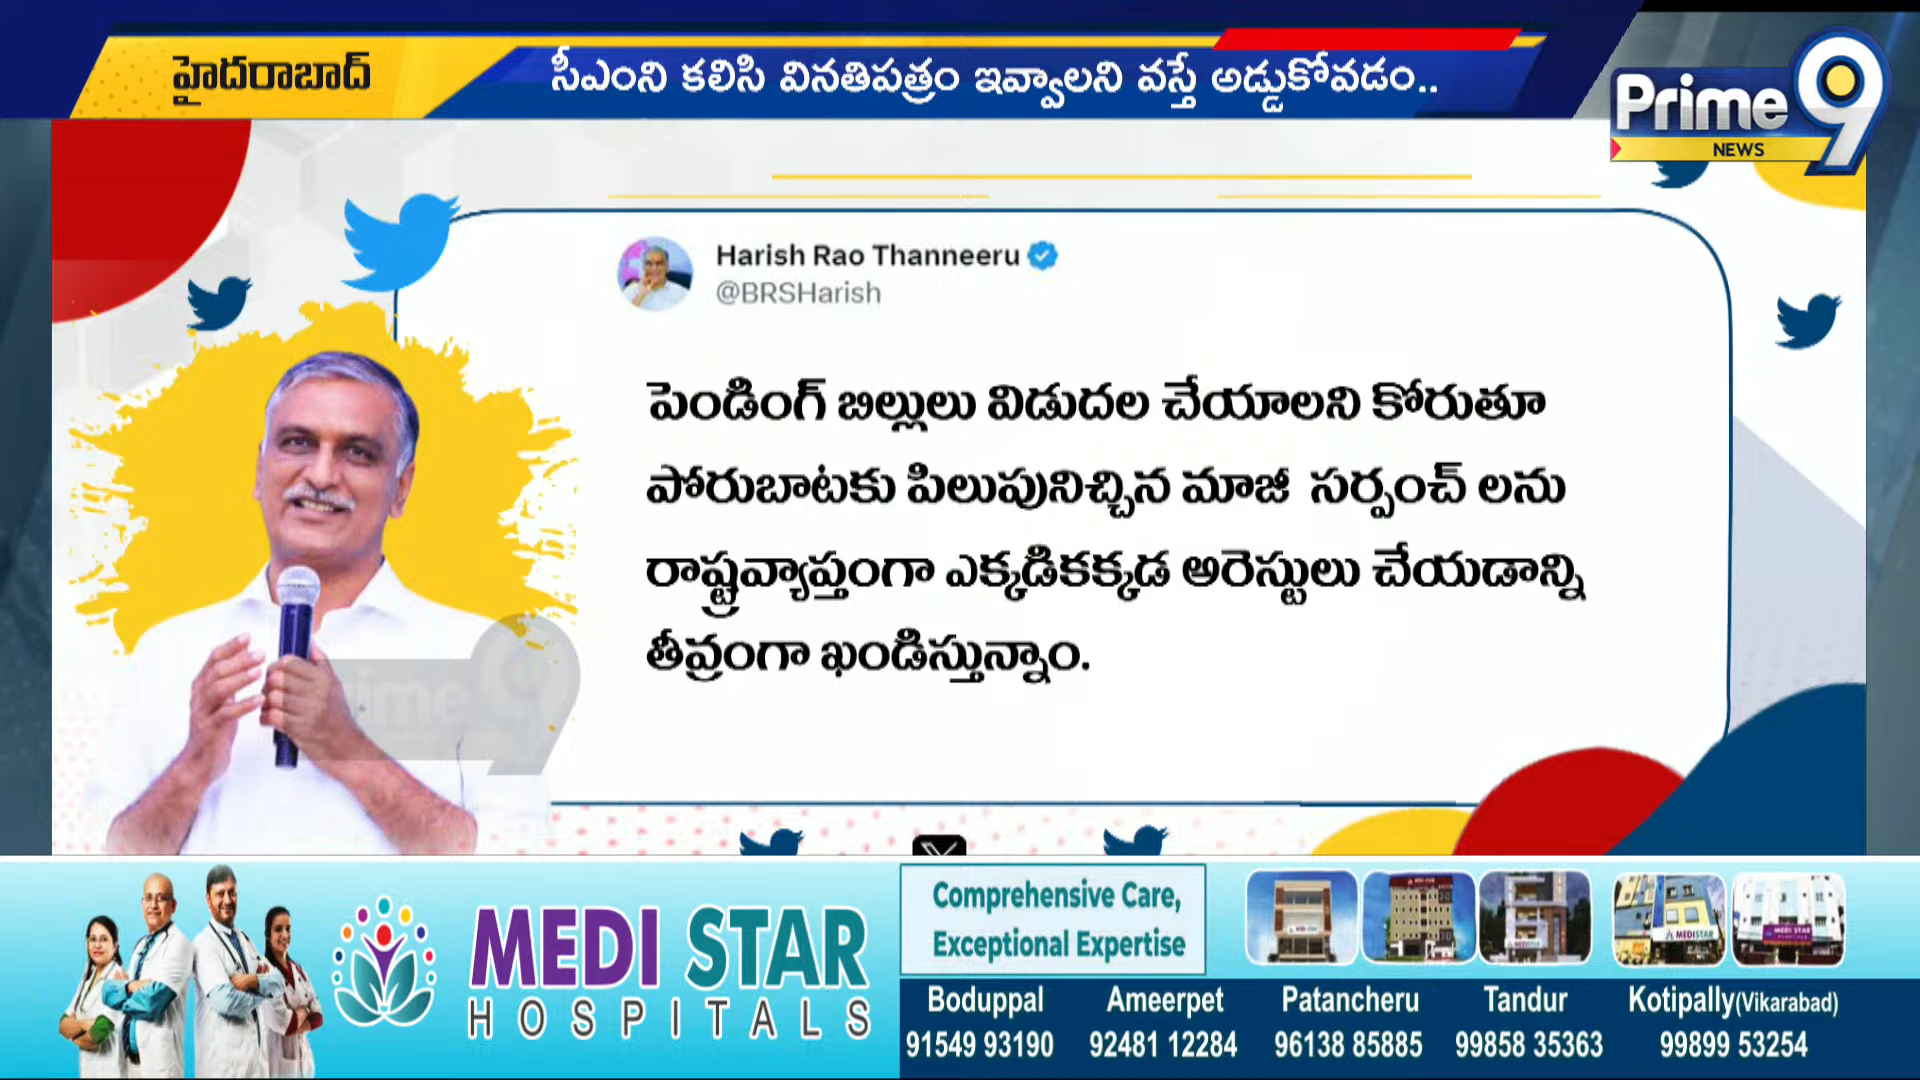 హైదరాబాద్
సీఎంని కలిసి వినతిపత్రం ఇవ్వాలని వస్తే అడ్డుకోవడం..
Prime9
NEWS
Harish Rao Thanneeru
@BRSHarish
పెండింగ్ బిల్లులు విడుదల చేయాలని కోరుతూ
పోరుబాటకు పిలుపునిచ్చిన మాజీ సర్పంచ్ లను
రాష్ట్రవ్యాప్తంగా ఎక్కడికక్కడ అరెస్టులు చేయడాన్ని
తీవ్రంగా ఖండిస్తున్నాం.
Prime9
MEDI STAR
HOSPITALS
Comprehensive Care,
Exceptional Expertise
Boduppal Ameerpet Patancheru Tandur Kotipally(Vikarabad)
91549 93190 92481 12284 96138 85885 99858 35363 99899 53254